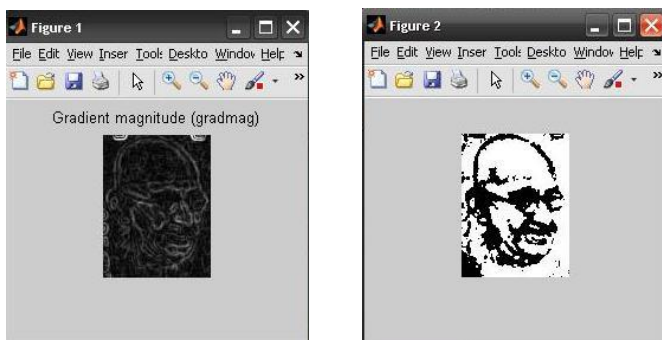 Figure 1
File Edit View Inser Tools Deskto Window Help
Gradient magnitude (gradmag)
Figure 2
File Edit View Inser Tools Deskto Window Help